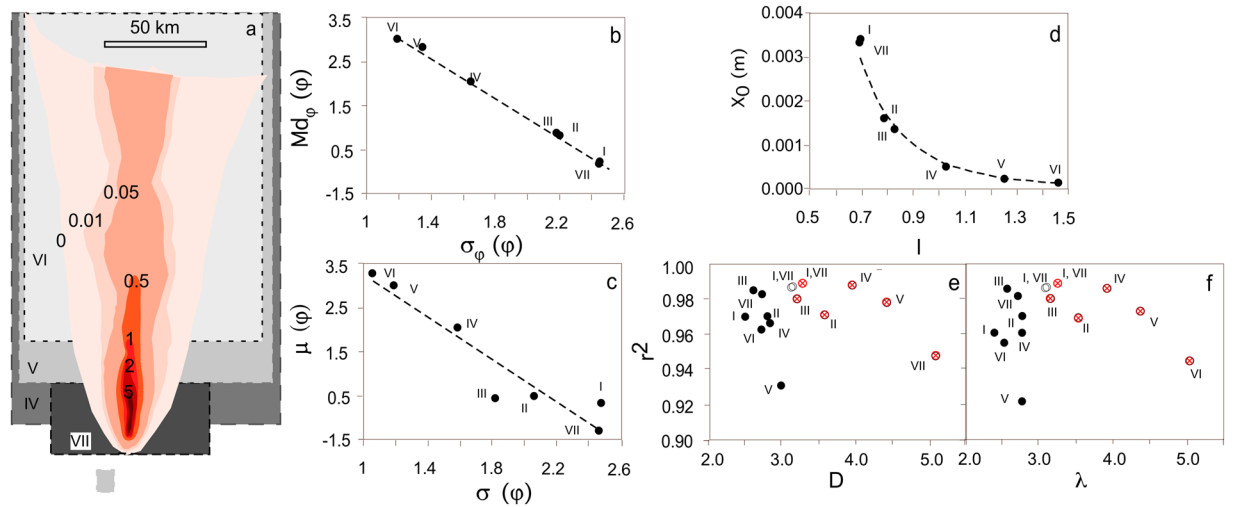 50 km
a
0.05
0.01
0
VI
0.5
1
2
5
V
IV
VII
b
3.5
2.5
1.5
0.5
-1.5
Mdφ (φ)
VI
V
IV
III
II
I
VII
1
1.4
1.8
2.2
2.6
σφ (φ)
c
3.5
2.5
1.5
0.5
-1.5
μ (φ)
VI
V
IV
III
II
I
VII
1
1.4
1.8
2.2
2.6
σ (φ)
d
0.004
0.003
0.002
0.001
0.000
X0 (m)
I
VII
II
III
IV
V
VI
0.5
0.7
0.9
1.1
1.3
1.5
I
e
1.00
0.98
0.96
0.94
0.92
0.90
r2
III
I,VII
I,VII
IV
VII
I
II
III
II
V
VI
IV
VII
V
2.0
3.0
4.0
5.0
D
f
III
I, VII
I, VII
IV
VII
II
III
I
II
V
VI
IV
VI
V
2.0
3.0
4.0
5.0
λ